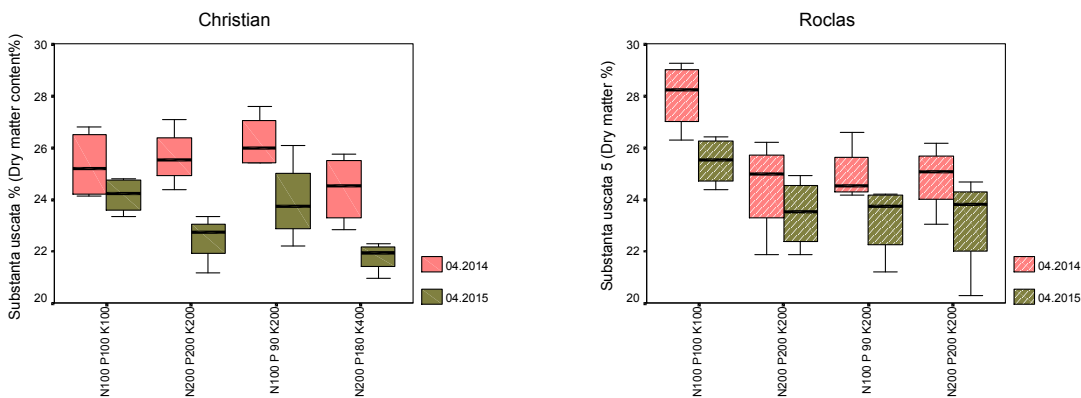 Christian
Substanta uscata % (Dry matter content%)
30
28
26
24
22
20
N100 P100 K100
N200 P200 K200
N100 P 90 K200
N200 P180 K400
04.2014
04.2015
Roclas
Substanta uscata 5 (Dry matter %)
30
28
26
24
22
20
N100 P100 K100
N200 P200 K200
N100 P 90 K200
N200 P200 K200
04.2014
04.2015